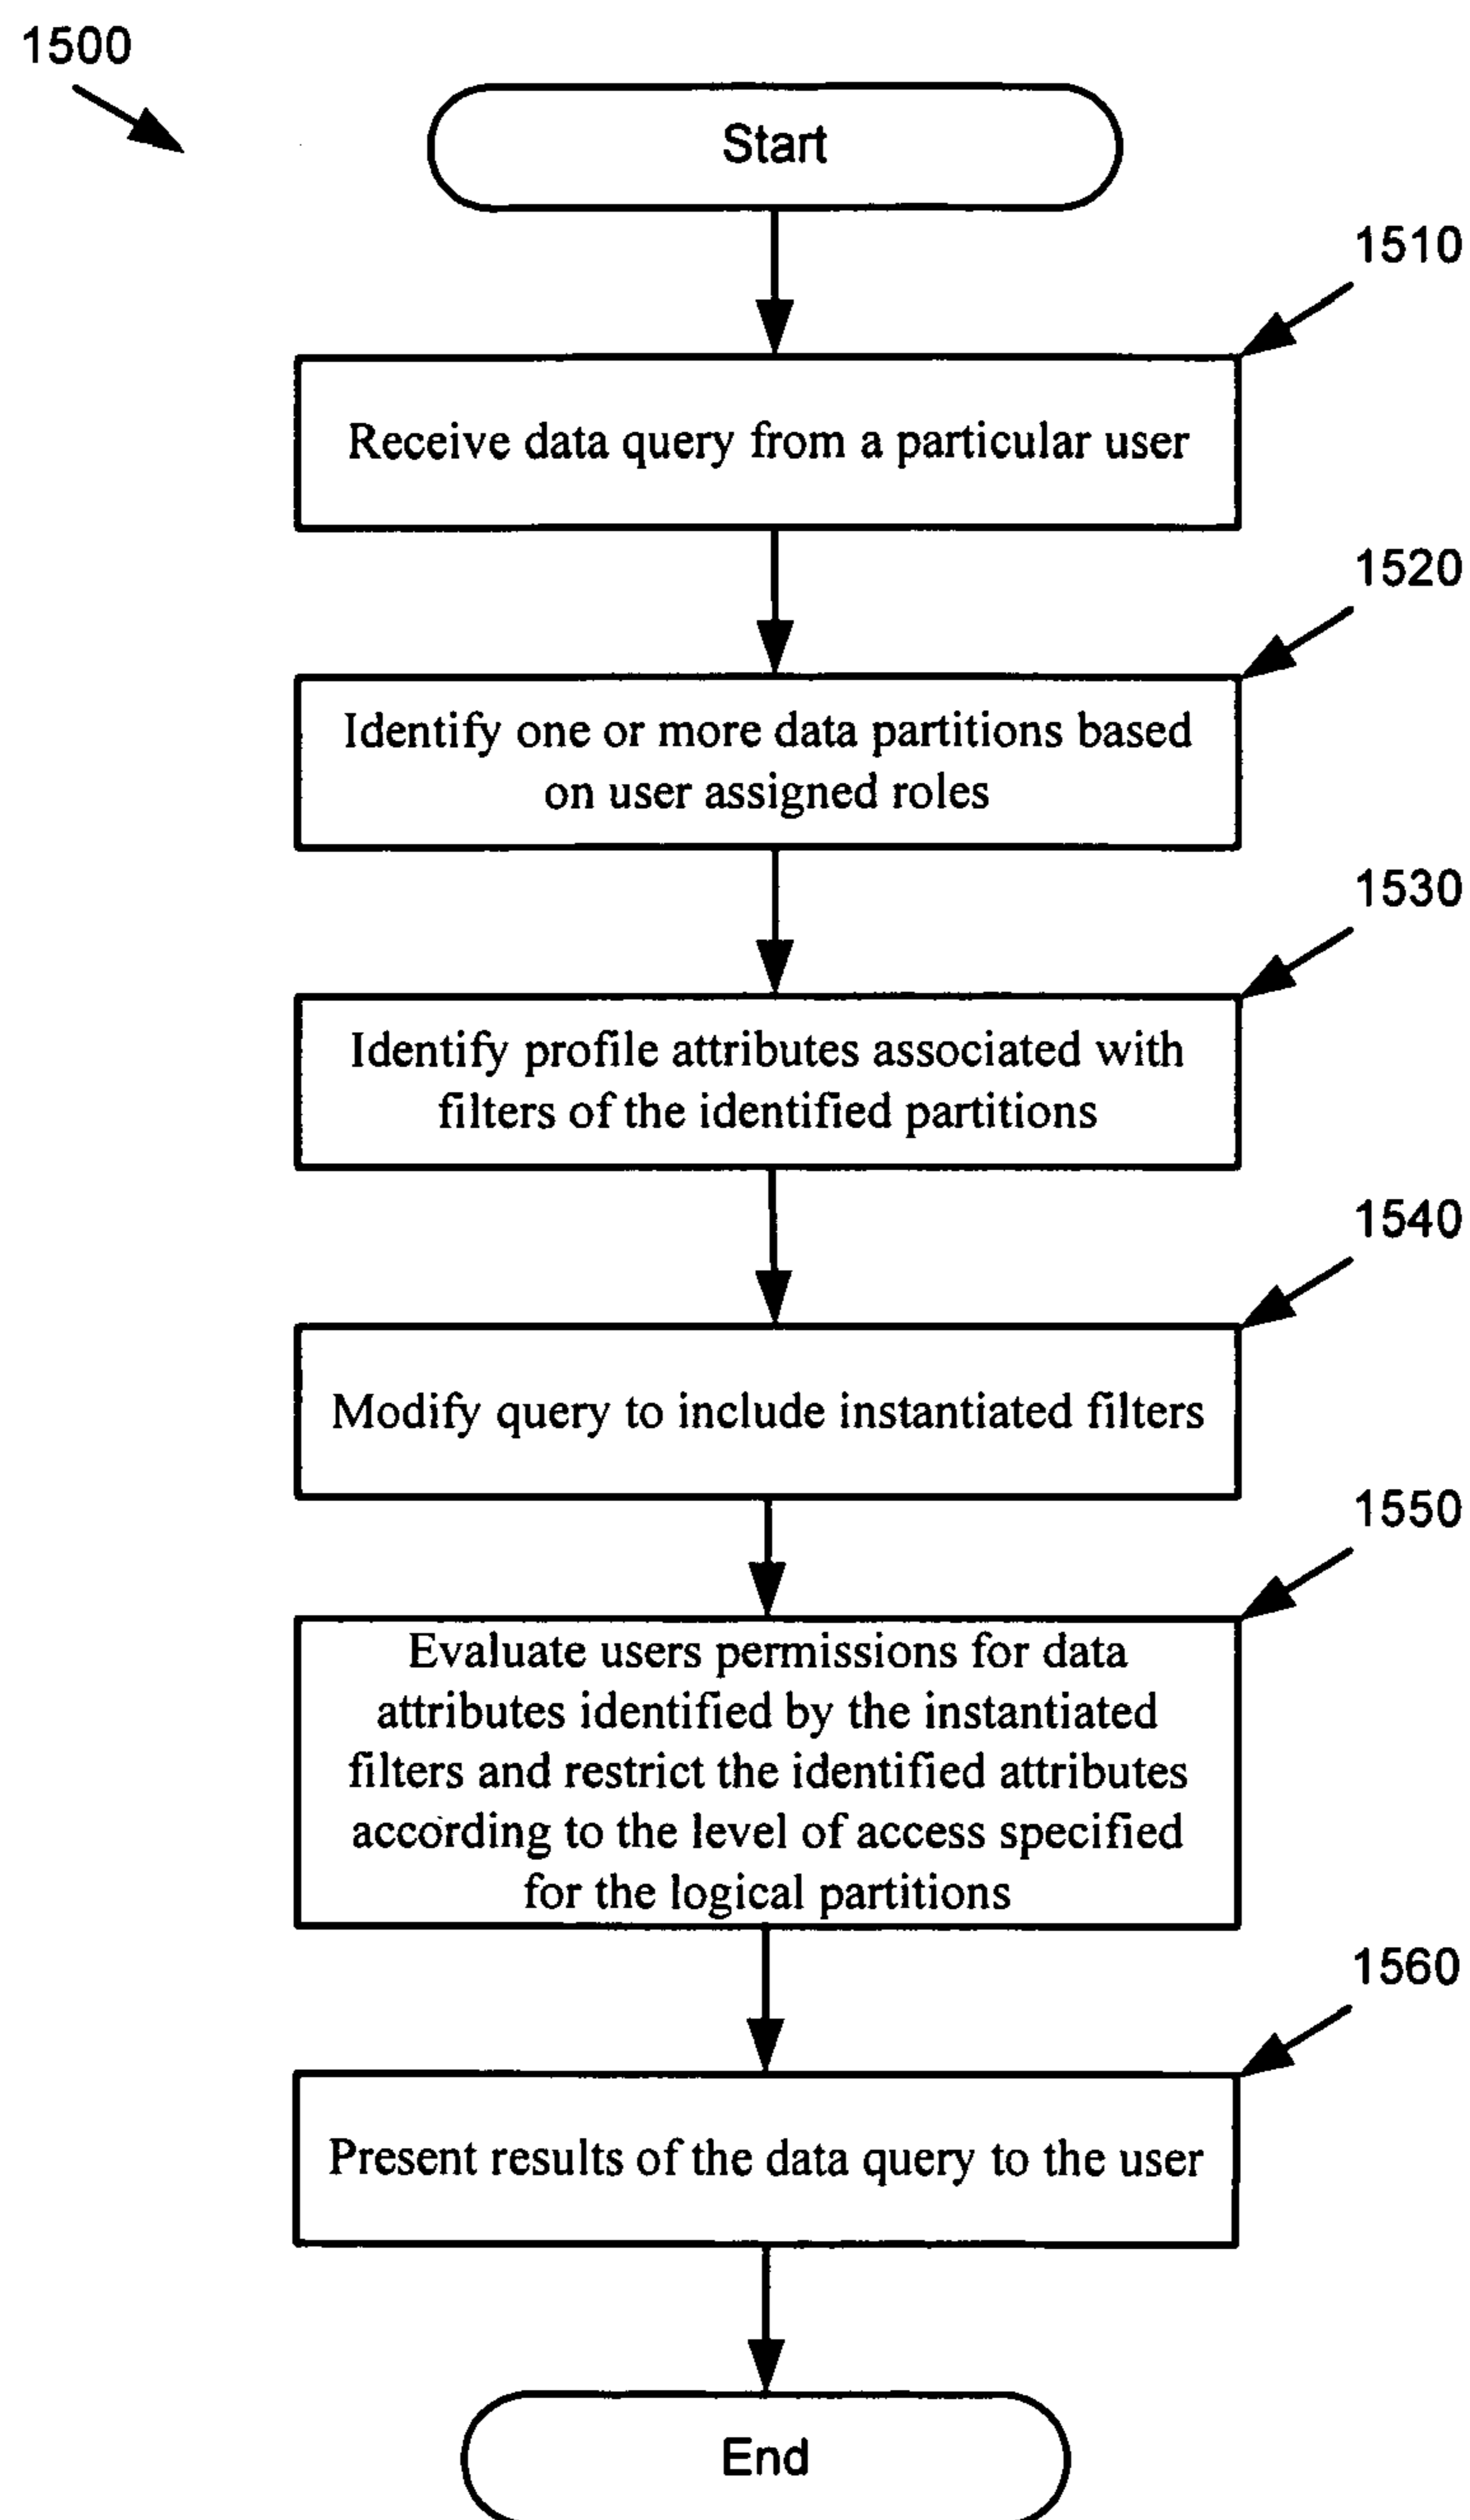 1500
Start
1510
Receive data query from a particular user
1520
Identify one or more data partitions based
on user assigned roles
1530
Identify profile attributes associated with
filters of the identified partitions
1540
Modify query to include instantiated filters
1550
Evaluate users permissions for data
attributes identified by the instantiated
filters and restrict the identified attributes
according to the level of access specified
for the logical partitions
1560
Present results of the data query to the user
End